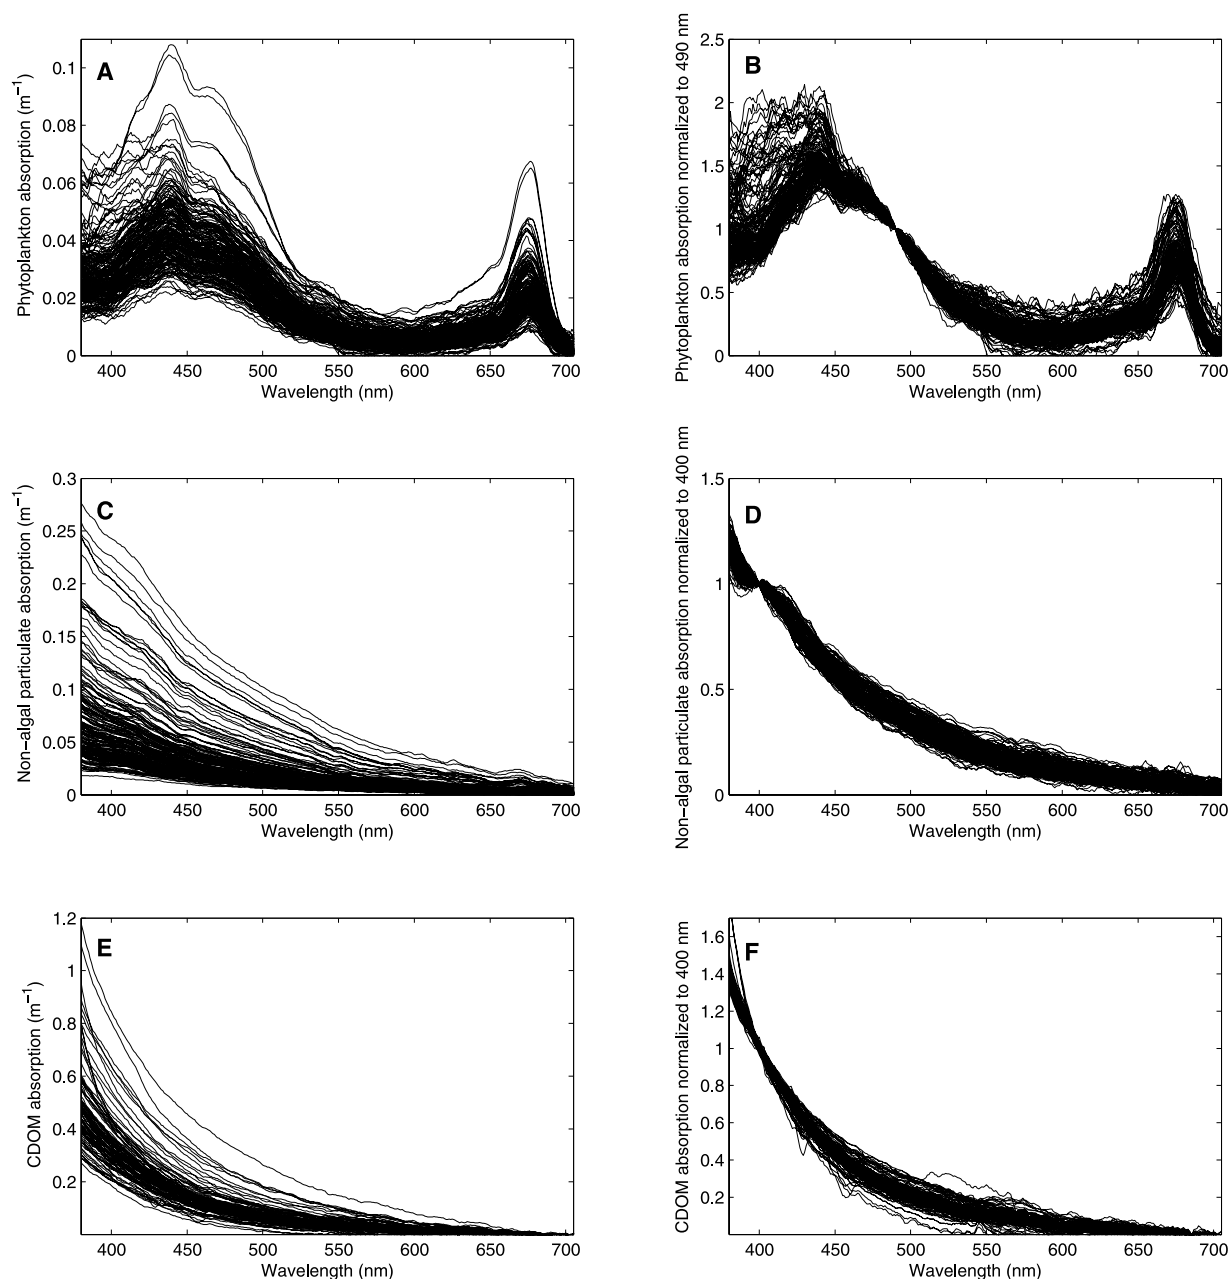 A
0.1
0.08
0.06
0.04
0.02
0
400 450 500 550 600 650 700
Wavelength (nm)
Phytoplankton absorption (m−1)
B
2.5
2
1.5
1
0.5
0
400 450 500 550 600 650 700
Wavelength (nm)
Phytoplankton absorption normalized to 490 nm
C
0.3
0.25
0.2
0.15
0.1
0.05
0
400 450 500 550 600 650 700
Wavelength (nm)
Non−algal particulate absorption (m−1)
D
1.5
1
0.5
0
400 450 500 550 600 650 700
Wavelength (nm)
Non−algal particulate absorption normalized to 400 nm
E
1.2
1
0.8
0.6
0.4
0.2
400 450 500 550 600 650 700
Wavelength (nm)
CDOM absorption (m−1)
F
1.6
1.4
1.2
1
0.8
0.6
0.4
0.2
400 450 500 550 600 650 700
Wavelength (nm)
CDOM absorption normalized to 400 nm